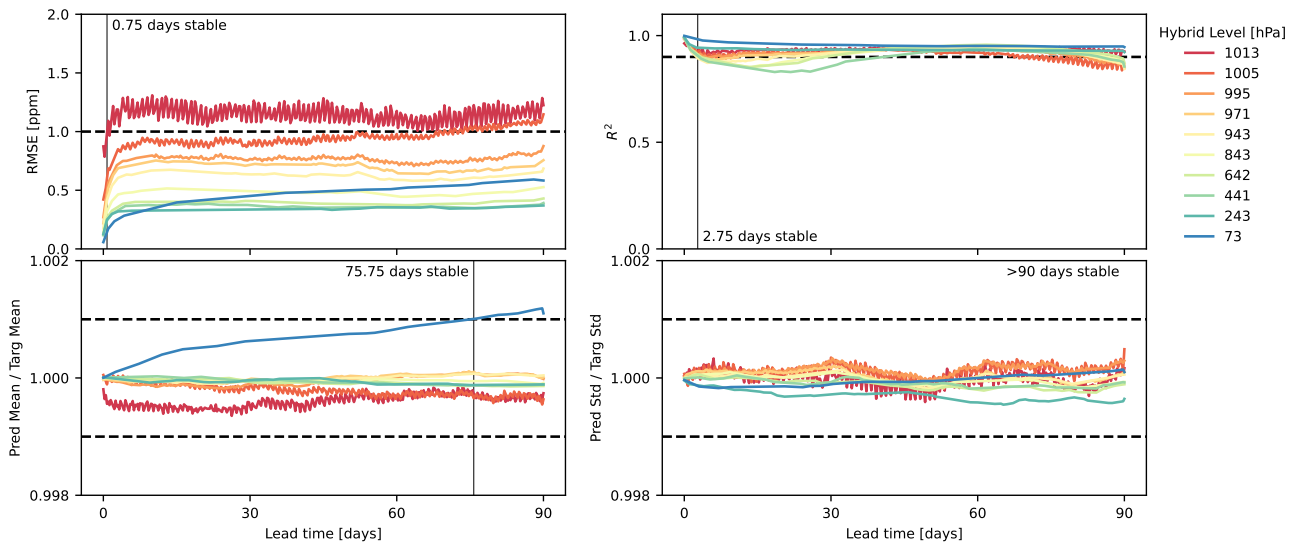 2.0
1.5
1.0
0.5
0.0
RMSE [ppm]
0.75 days stable
1.0
0.5
0.0
R²
2.75 days stable
Hybrid Level [hPa]
1013
1005
995
971
943
843
642
441
243
73
1.002
1.000
0.998
Pred Mean / Targ Mean
75.75 days stable
0
30
60
90
Lead time [days]
1.002
1.000
0.998
Pred Std / Targ Std
>90 days stable
0
30
60
90
Lead time [days]